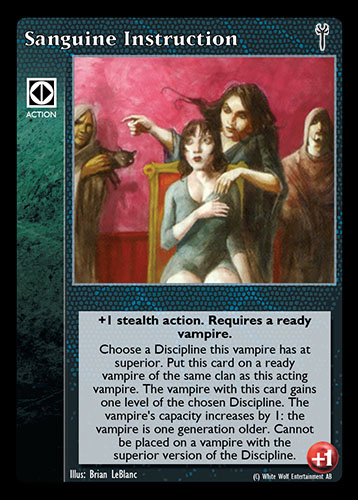 Sanguine Instruction
ACTION
+1 stealth action. Requires a ready
vampire.
Choose a Discipline this vampire has at
superior. Put this card on a ready
vampire of the same clan as this acting
vampire. The vampire with this card gains
one level of the chosen Discipline. The
vampire's capacity increases by 1: the
vampire is one generation older. Cannot
be placed on a vampire with the
superior version of the Discipline.
+1
Illus: Brian LeBlanc
(C) White Wolf Entertainment AB